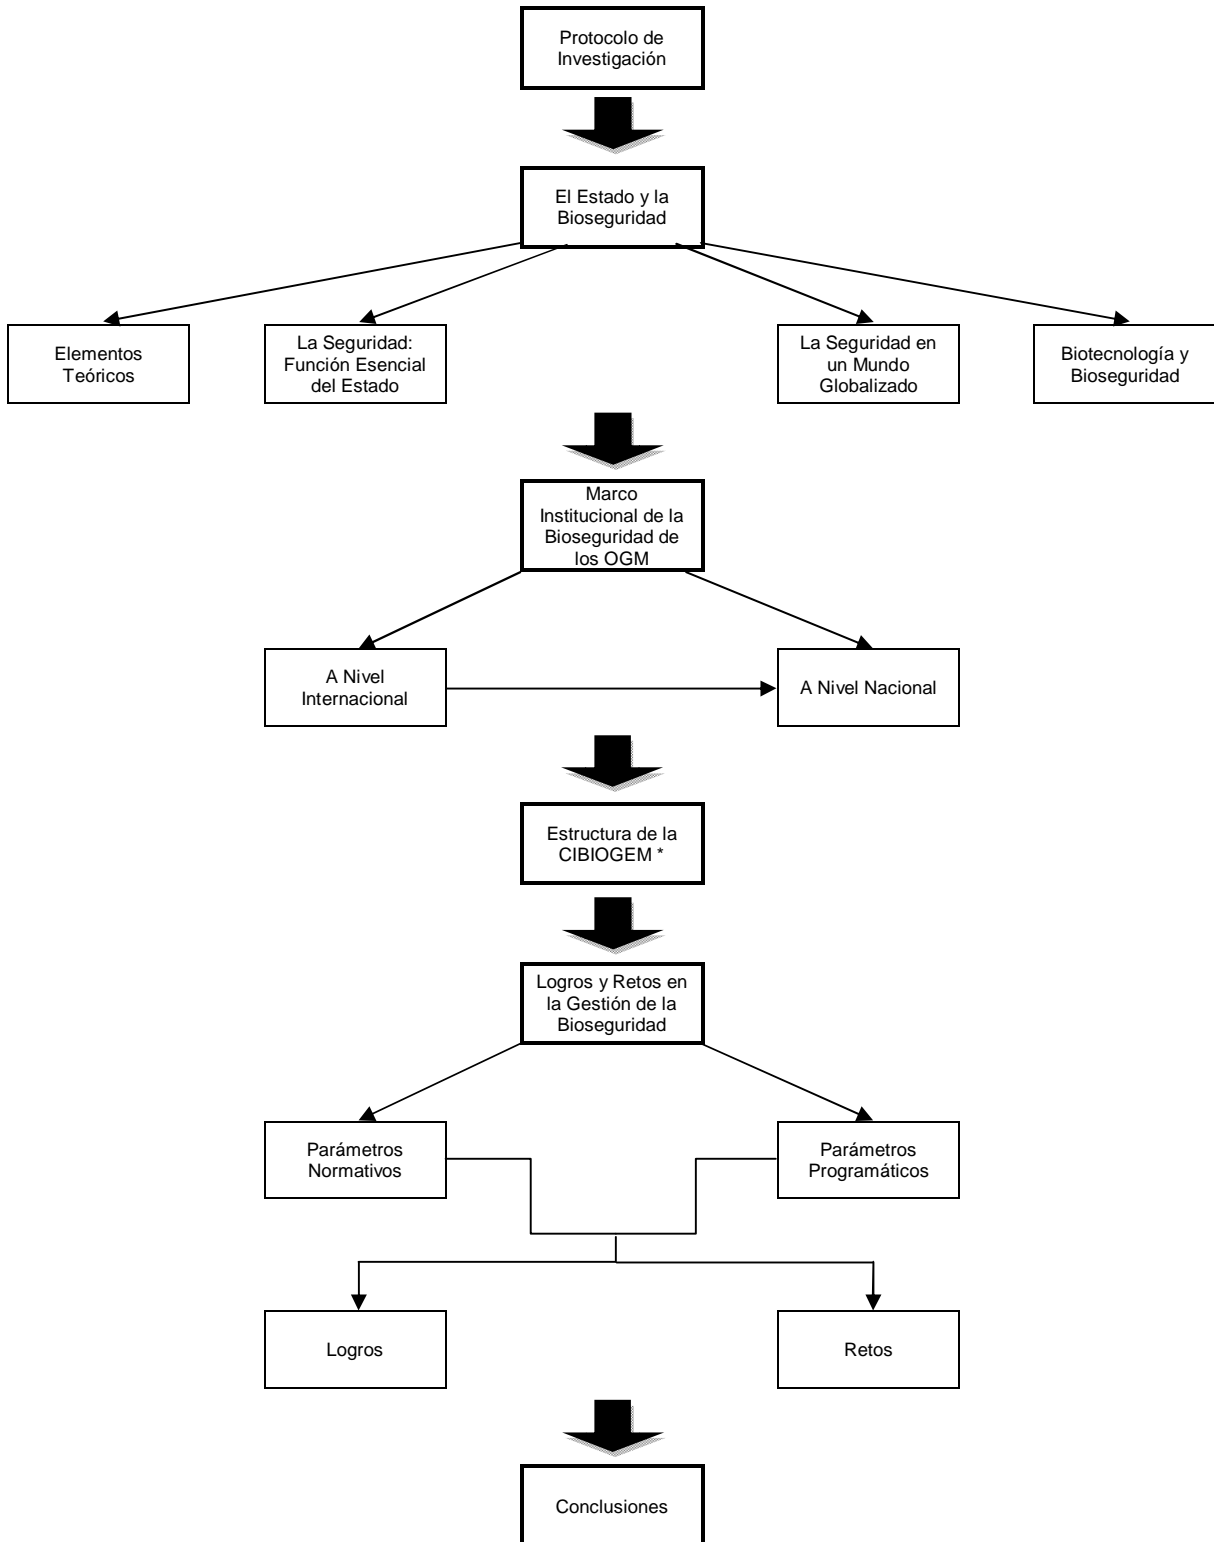 Protocolo de
Investigación
El Estado y la
Bioseguridad
Elementos
Teóricos
La Seguridad:
Función Esencial
del Estado
La Seguridad en
un Mundo
Globalizado
Biotecnología y
Bioseguridad
Marco
Institucional de la
Bioseguridad de
los OGM
A Nivel
Internacional
A Nivel Nacional
Estructura de la
CIBIOGEM *
Logros y Retos en
la Gestión de la
Bioseguridad
Parámetros
Normativos
Parámetros
Programáticos
Logros
Retos
Conclusiones